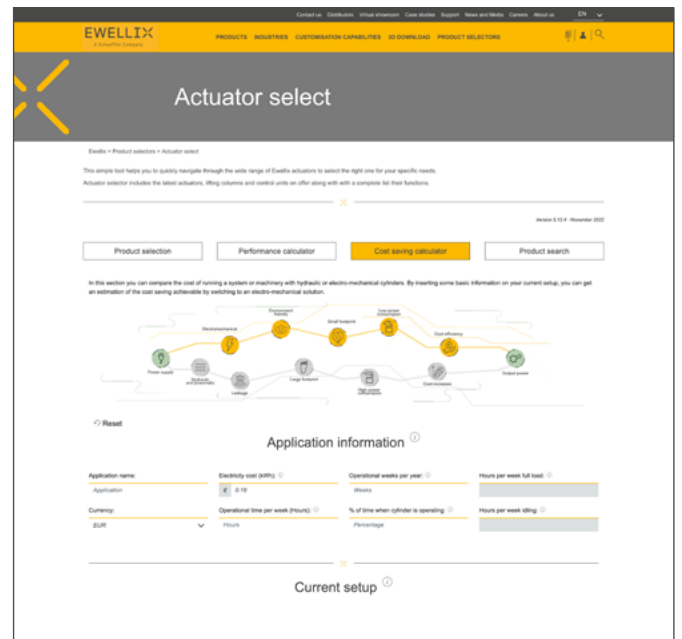 Contact us Distributors Virtual showroom Case studies Support News and Media Careers About us EN
EWELLIX
A Schaeffler Company
PRODUCTS INDUSTRIES CUSTOMISATION CAPABILITIES 3D DOWNLOAD PRODUCT SELECTORS
Actuator select
Ewellix > Product selectors > Actuator select
This simple tool helps you to quickly navigate through the wide range of Ewellix actuators to select the right one for your specific needs.
Actuator selector includes the latest actuators, lifting columns and control units on offer along with with a complete list their functions.
Version 5.12.4 - November 2022
Product selection Performance calculator Cost saving calculator Product search
In this section you can compare the cost of running a system or machinery with hydraulic or electro-mechanical cylinders. By inserting some basic information on your current setup, you can get
an estimation of the cost saving achievable by switching to an electro-mechanical solution.
Environment
friendly
Low power
consumption
Electromechanical
Small footprint
Cost efficiency
Power supply
Hydraulic
and pneumatic
Leakage
Large footprint
High power
consumption
Cost increases
Output power
Reset
Application information
Application name: Electricity cost (kWh): Operational weeks per year: Hours per week full load:
Application € 0.16 Weeks
Currency: Operational time per week (Hours): % of time when cylinder is operating: Hours per week idling:
EUR Hours Percentage
Current setup